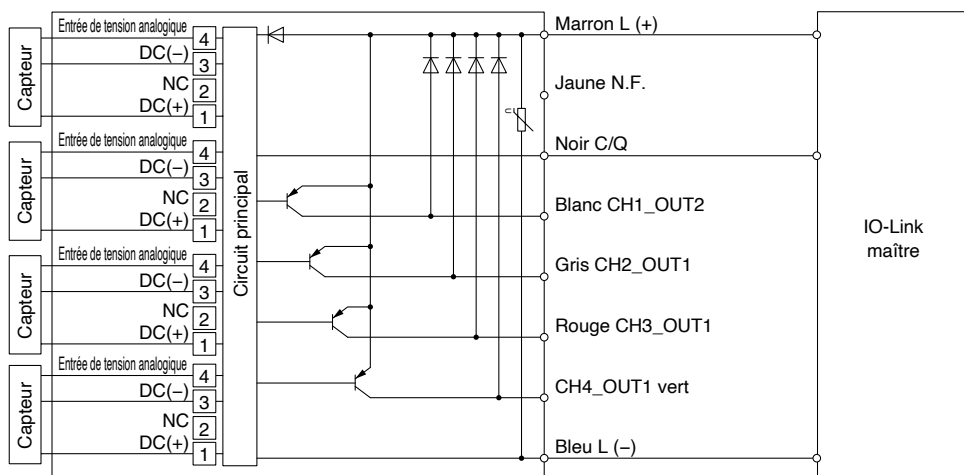 Capteur
Entrée de tension analogique 4
DC(−) 3
NC 2
DC(+) 1
Capteur
Entrée de tension analogique 4
DC(−) 3
NC 2
DC(+) 1
Capteur
Entrée de tension analogique 4
DC(−) 3
NC 2
DC(+) 1
Capteur
Entrée de tension analogique 4
DC(−) 3
NC 2
DC(+) 1
Circuit principal
Marron L (+)
Jaune N.F.
Noir C/Q
Blanc CH1_OUT2
Gris CH2_OUT1
Rouge CH3_OUT1
CH4_OUT1 vert
Bleu L (−)
IO-Link
maître